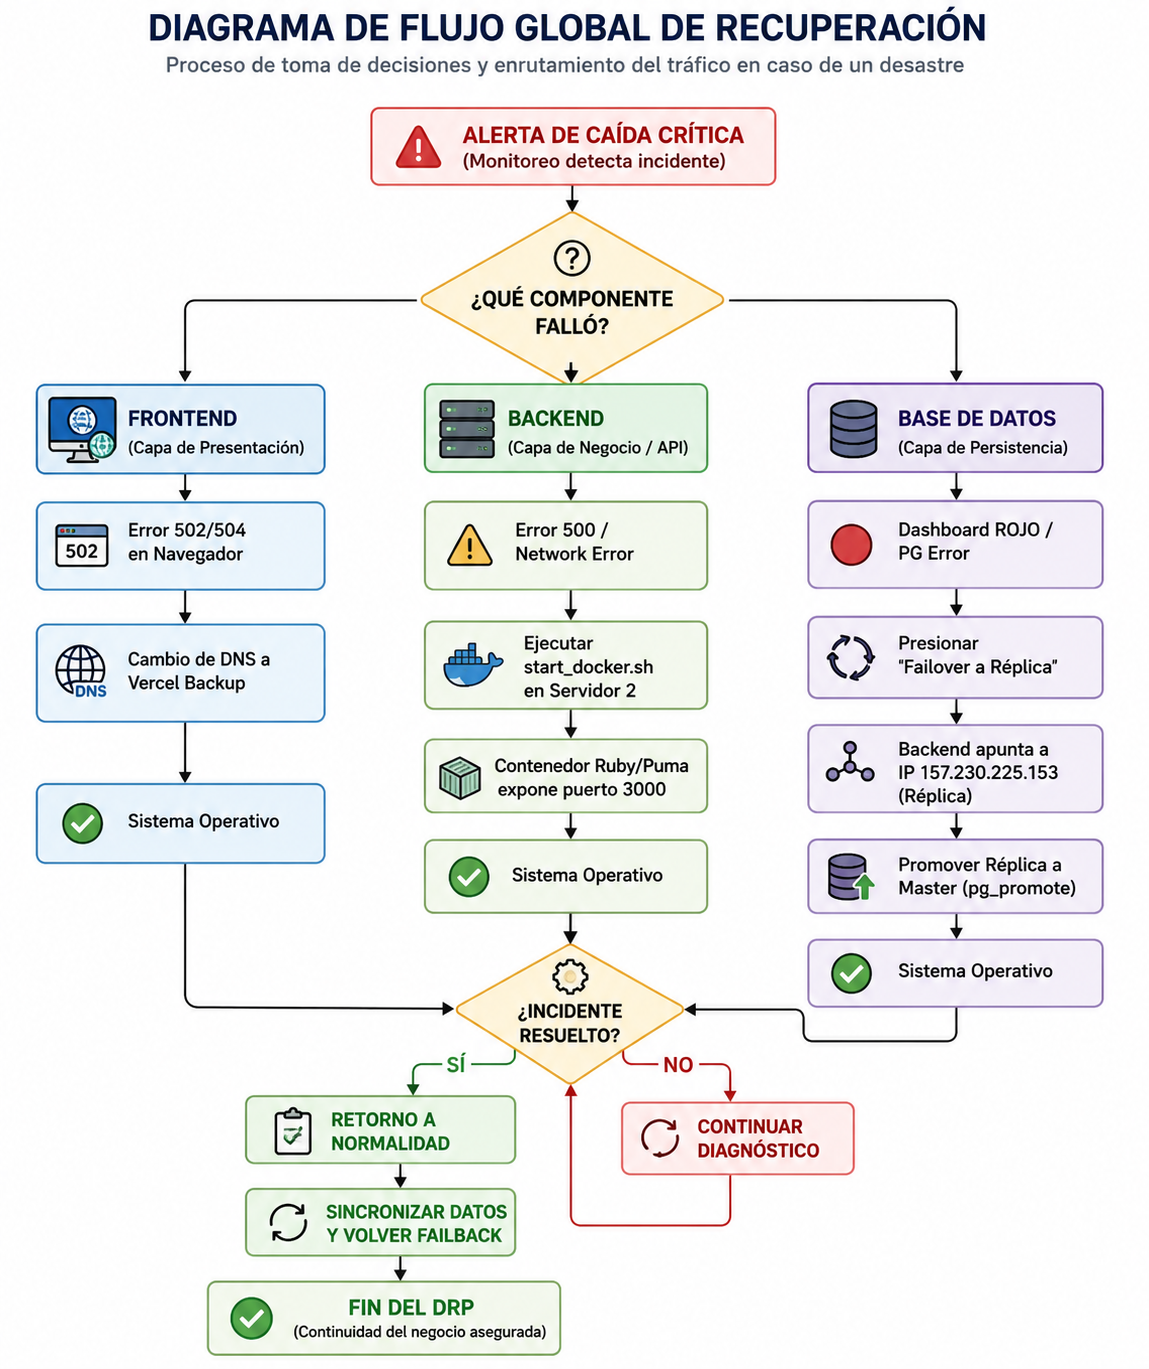 DIAGRAMA DE FLUJO GLOBAL DE RECUPERACIÓN
Proceso de toma de decisiones y enrutamiento del tráfico en caso de un desastre
ALERTA DE CAÍDA CRÍTICA
(Monitoreo detecta incidente)
¿QUÉ COMPONENTE
FALLÓ?
FRONTEND
(Capa de Presentación)
502
Error 502/504
en Navegador
DNS
Cambio de DNS a
Vercel Backup
Sistema Operativo
BACKEND
(Capa de Negocio / API)
Error 500 /
Network Error
Ejecutar
start_docker.sh
en Servidor 2
Contenedor Ruby/Puma
expone puerto 3000
Sistema Operativo
BASE DE DATOS
(Capa de Persistencia)
Dashboard ROJO /
PG Error
Presionar
"Failover a Réplica"
Backend apunta a
IP 157.230.225.153
(Réplica)
Promover Réplica a
Master (pg_promote)
Sistema Operativo
¿INCIDENTE
RESUELTO?
SÍ
NO
RETORNO A
NORMALIDAD
CONTINUAR
DIAGNÓSTICO
SINCRONIZAR DATOS
Y VOLVER FAILBACK
FIN DEL DRP
(Continuidad del negocio asegurada)